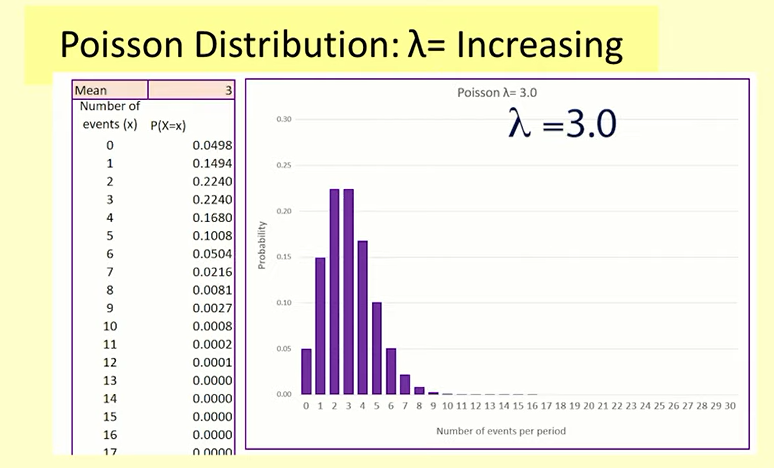 Poisson Distribution: λ= Increasing
Mean 3
Number of
events (x) P(X=x)
0 0.0498
1 0.1494
2 0.2240
3 0.2240
4 0.1680
5 0.1008
6 0.0504
7 0.0216
8 0.0081
9 0.0027
10 0.0008
11 0.0002
12 0.0001
13 0.0000
14 0.0000
15 0.0000
16 0.0000
17 0.0000
Poisson λ= 3.0
λ =3.0
0.30
0.25
0.20
0.15
0.10
0.05
0.00
Probability
0 1 2 3 4 5 6 7 8 9 10 11 12 13 14 15 16 17 18 19 20 21 22 23 24 25 26 27 28 29 30
Number of events per period